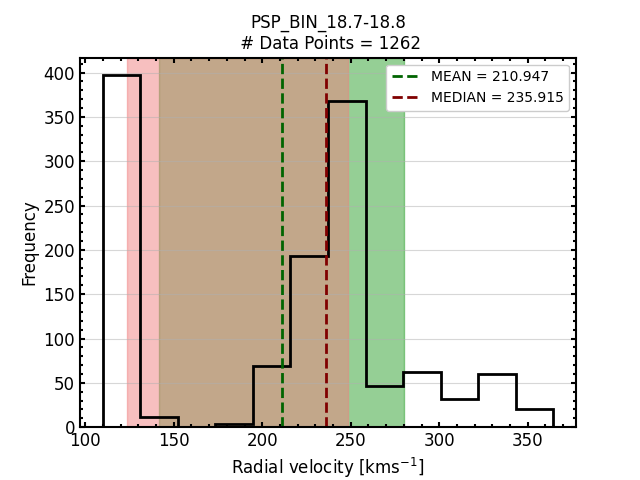 PSP_BIN_18.7-18.8
# Data Points = 1262
MEAN = 210.947
MEDIAN = 235.915
Frequency
400
350
300
250
200
150
100
50
0
100 150 200 250 300 350
Radial velocity [kms⁻¹]